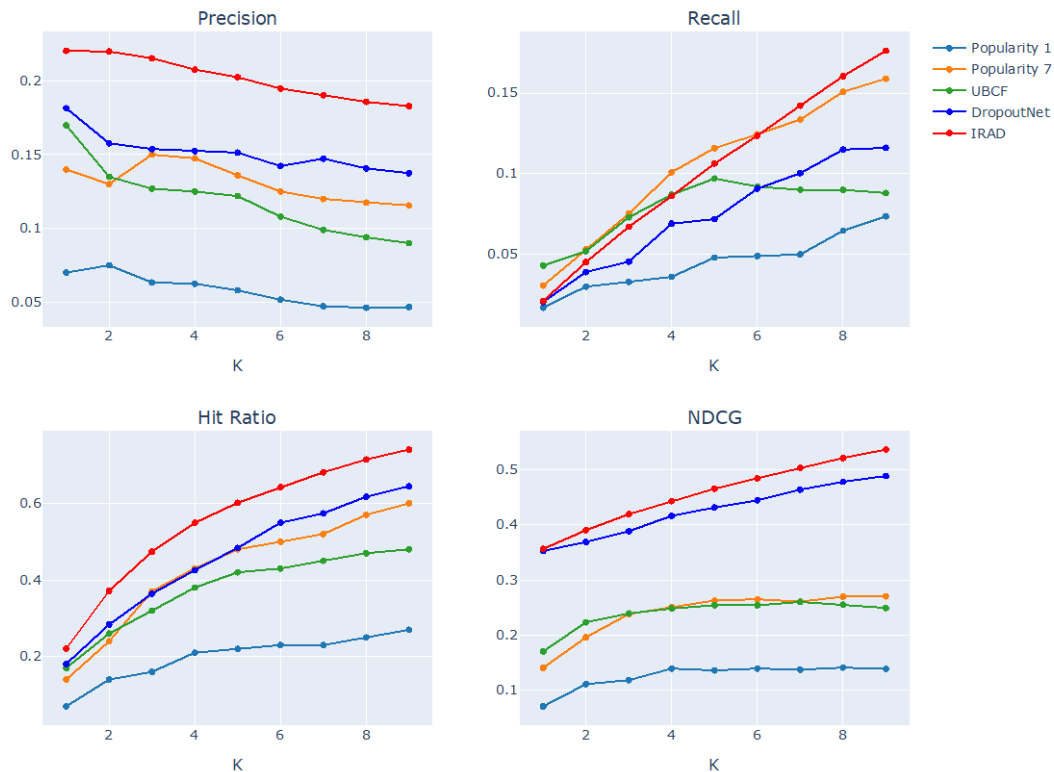 Precision
0.2
0.15
0.1
0.05
2 4 6 8
K
Recall
0.15
0.1
0.05
2 4 6 8
K
Popularity 1
Popularity 7
UBCF
DropoutNet
IRAD
Hit Ratio
0.6
0.4
0.2
2 4 6 8
K
NDCG
0.5
0.4
0.3
0.2
0.1
2 4 6 8
K